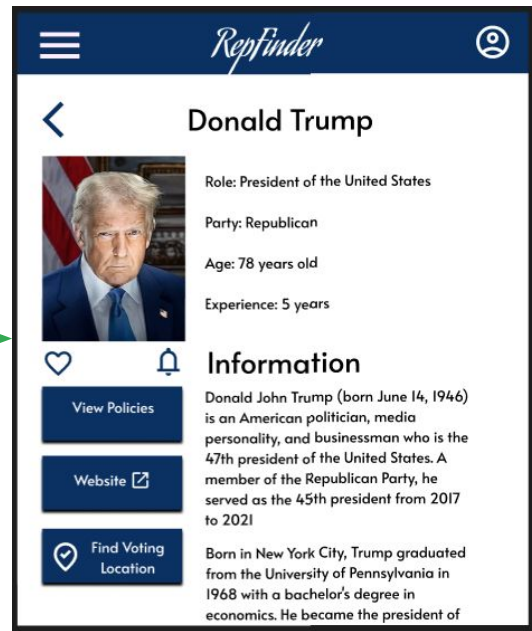 RepFinder
Donald Trump
Role: President of the United States
Party: Republican
Age: 78 years old
Experience: 5 years
Information
View Policies
Website
Find Voting
Location
Donald John Trump (born June 14, 1946)
is an American politician, media
personality, and businessman who is the
47th president of the United States. A
member of the Republican Party, he
served as the 45th president from 2017
to 2021
Born in New York City, Trump graduated
from the University of Pennsylvania in
1968 with a bachelor's degree in
economics. He became the president of